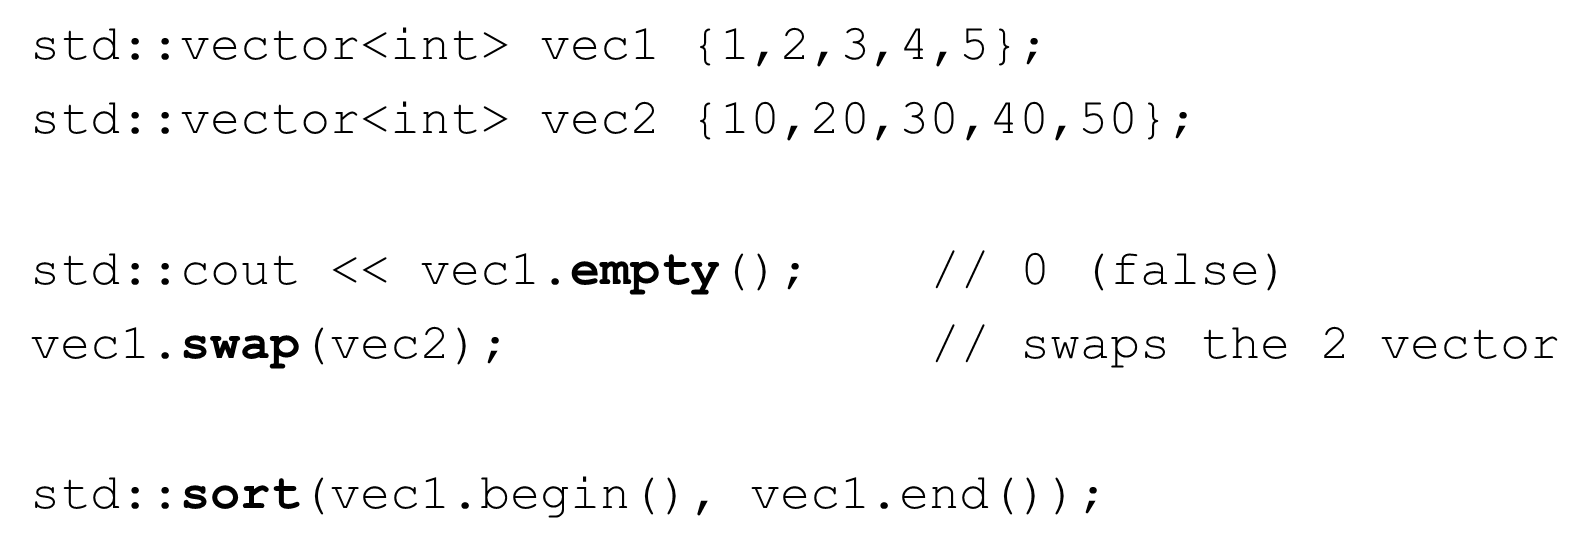 std::vector<int> vec1 {1,2,3,4,5};
std::vector<int> vec2 {10,20,30,40,50};
std::cout << vec1.empty(); // 0 (false)
vec1.swap(vec2); // swaps the 2 vector
std::sort(vec1.begin(), vec1.end());